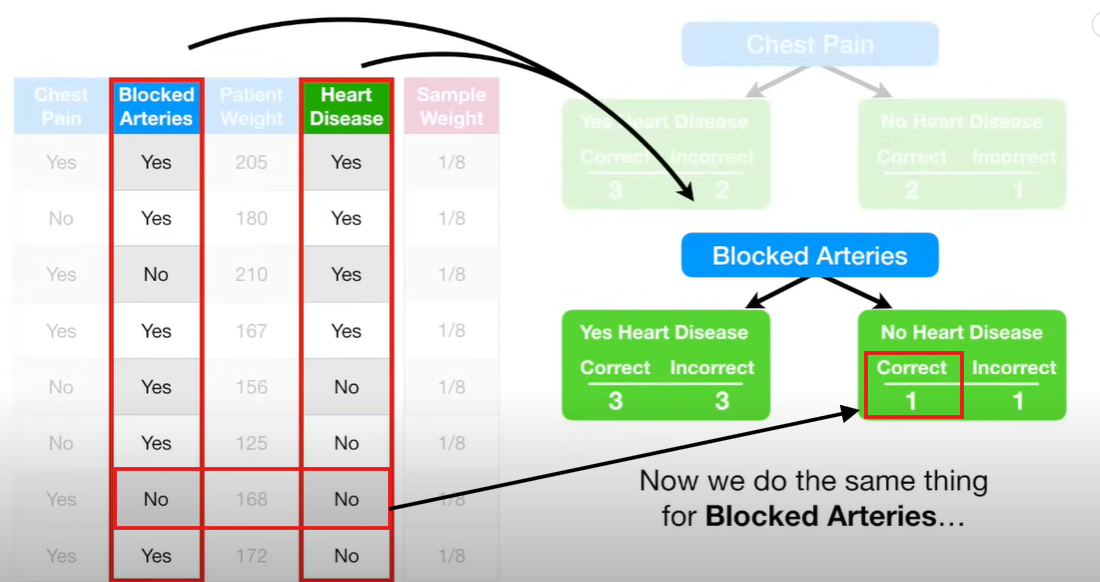 Chest Pain
Chest Pain Blocked Arteries Patient Weight Heart Disease Sample Weight
Yes Yes 205 Yes 1/8
No Yes 180 Yes 1/8
Yes No 210 Yes 1/8
Yes Yes 167 Yes 1/8
No Yes 156 No 1/8
No Yes 125 No 1/8
Yes No 168 No 1/8
Yes Yes 172 No 1/8
Yes Heart Disease
Correct Incorrect
3 2
No Heart Disease
Correct Incorrect
2 1
Blocked Arteries
Yes Heart Disease
Correct Incorrect
3 3
No Heart Disease
Correct Incorrect
1 1
Now we do the same thing
for Blocked Arteries…